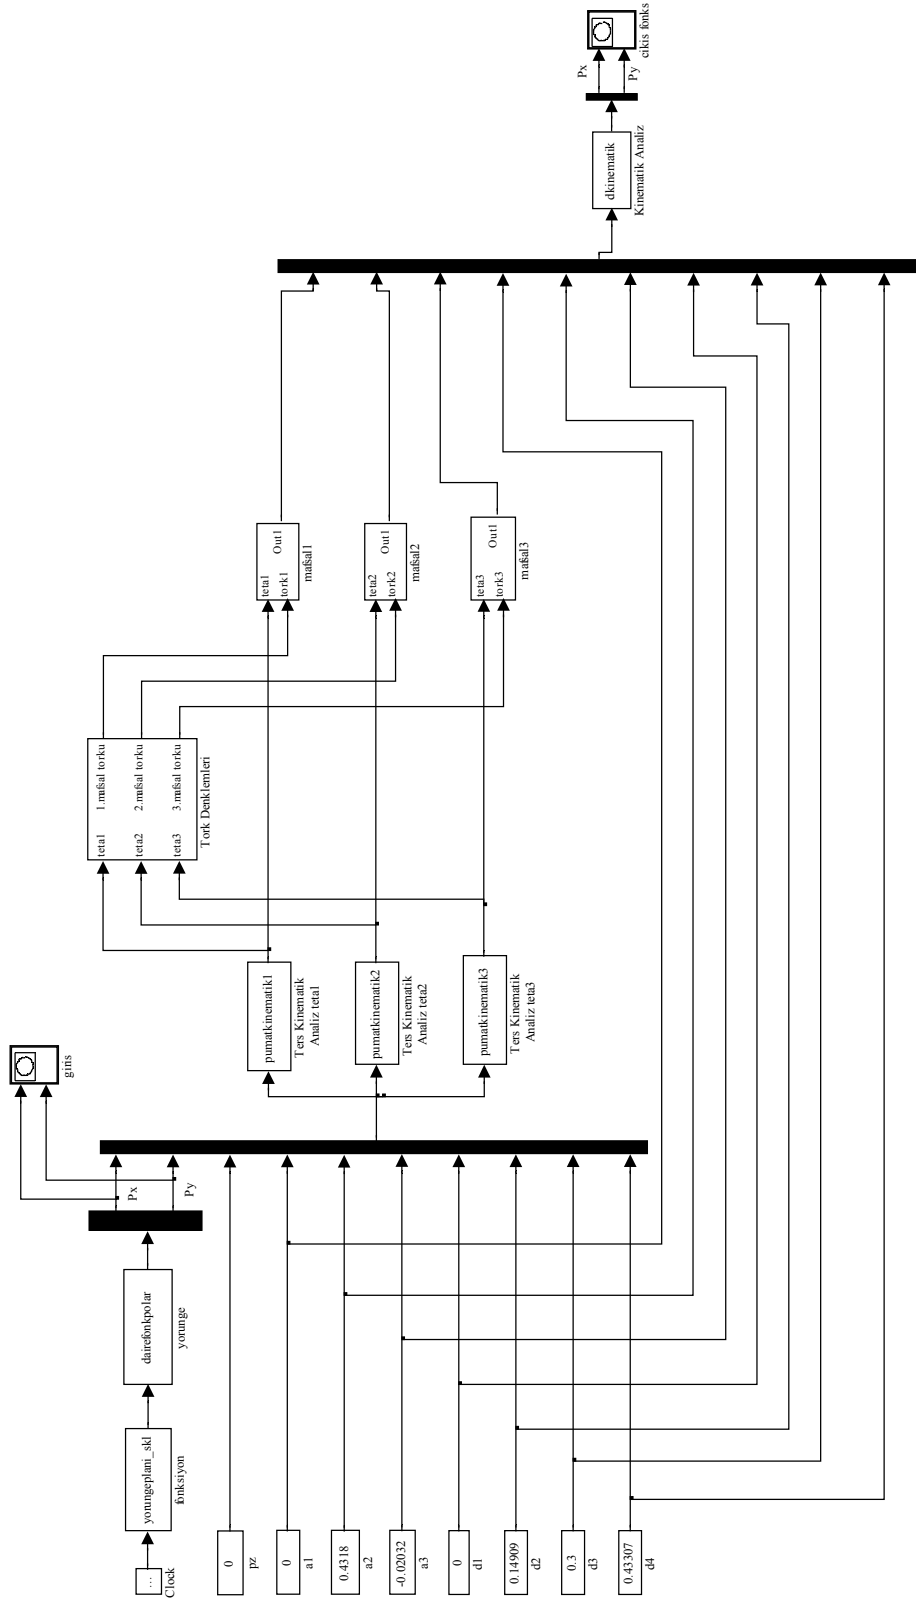 ...
Clock
yorungeplani_skl
fonksiyon
dairefonkpolar
yorunge
Px
Py
giris
0
pz
0
a1
0.4318
a2
-0.02032
a3
0
d1
0.14909
d2
0.3
d3
0.43307
d4
pumatkinematik1
Ters Kinematik
Analiz teta1
pumatkinematik2
Ters Kinematik
Analiz teta2
pumatkinematik3
Ters Kinematik
Analiz teta3
teta1
1.mafsal torku
teta2
2.mafsal torku
teta3
3.mafsal torku
Tork Denklemleri
teta1
tork1
Out1
mafsal1
teta2
tork2
Out1
mafsal2
teta3
tork3
Out1
mafsal3
dkinematik
Kinematik Analiz
Px
Py
cikis fonks